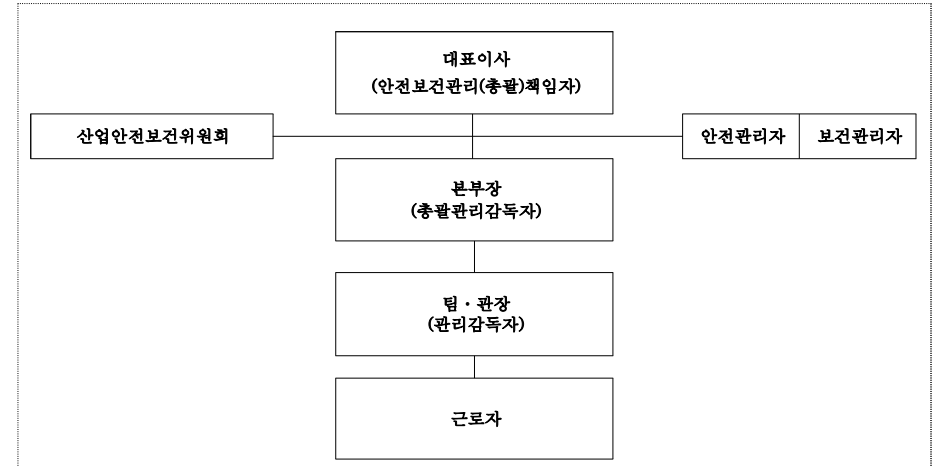 대표이사
(안전보건관리(총괄)책임자)
산업안전보건위원회
안전관리자
보건관리자
본부장
(총괄관리감독자)
팀·관장
(관리감독자)
근로자